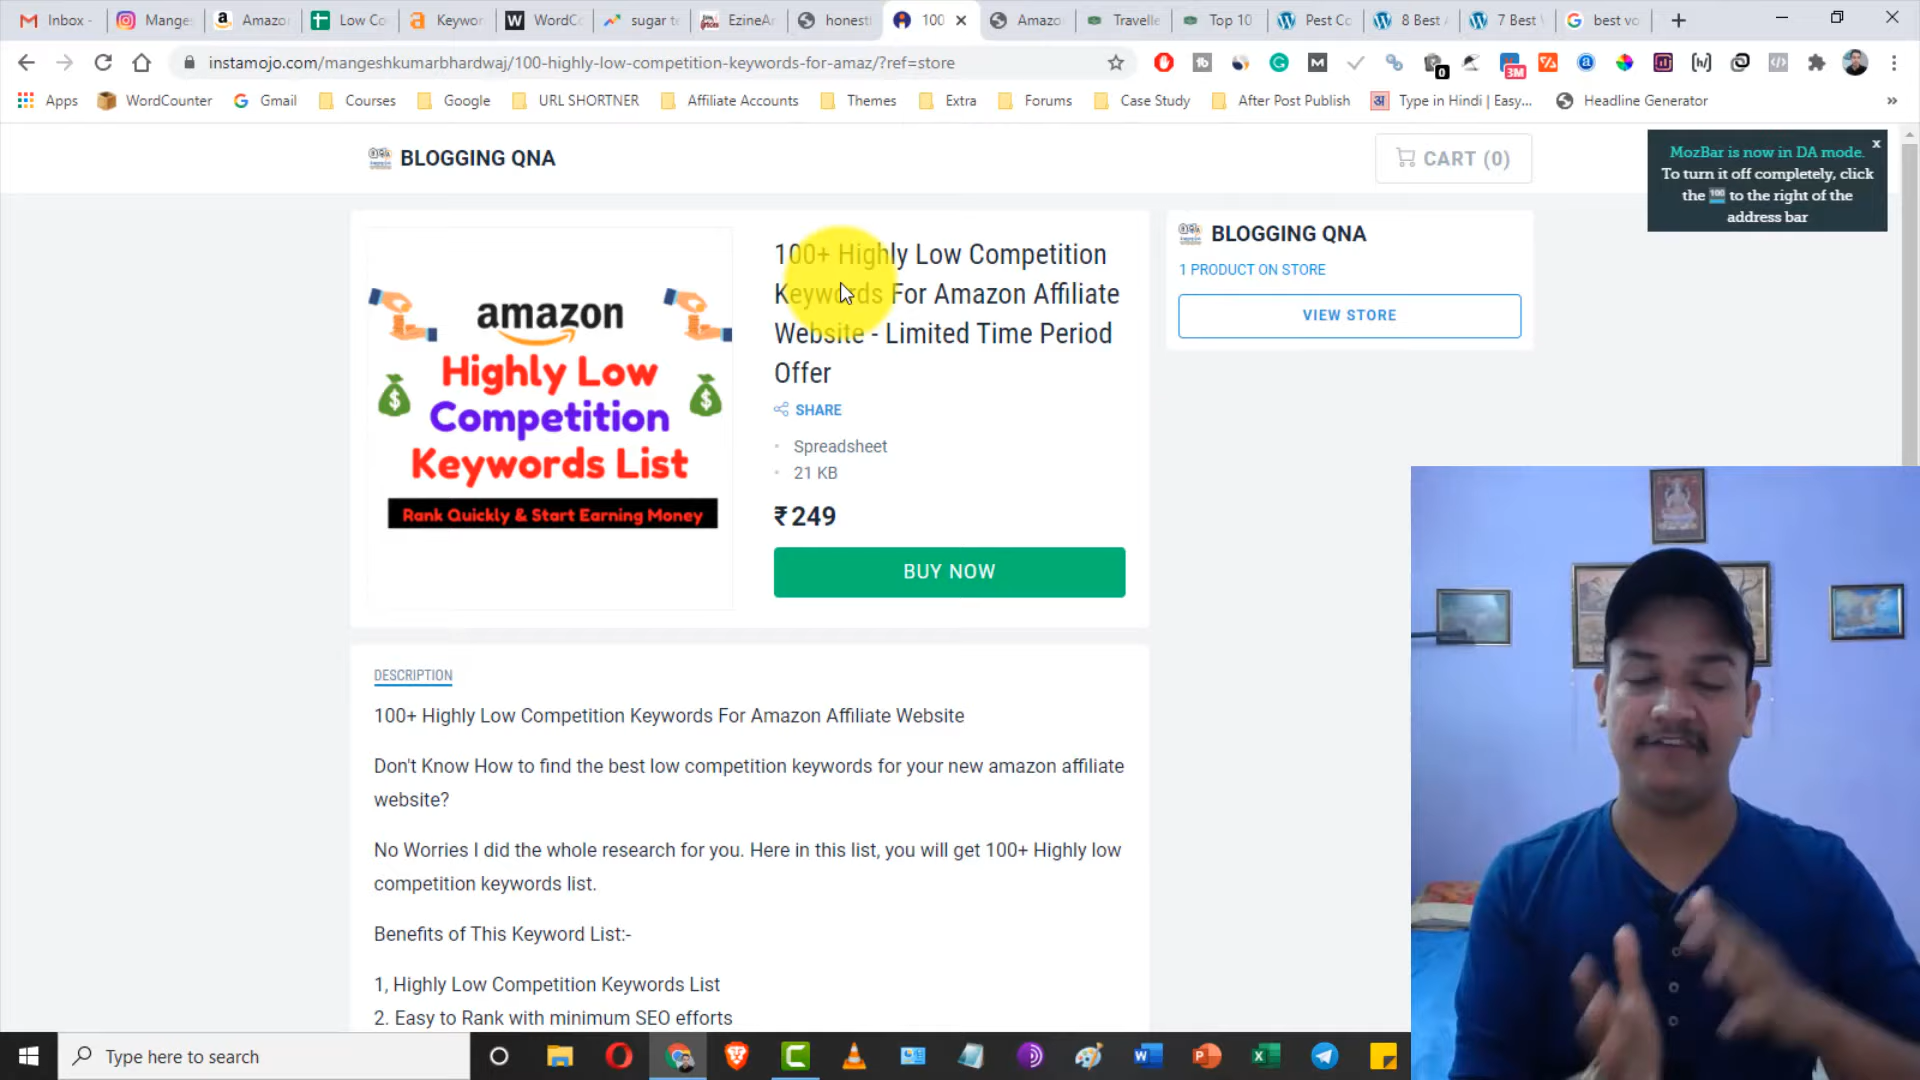 Inbox -
Mange
Amazo
Low Co
Keywor
WordCo
sugar te
EzineAr
honest
100
Amazo
Travelle
Top 10
Pest Co
8 Best
7 Best
best vo
instamojo.com/mangeshkumarbhardwaj/100-highly-low-competition-keywords-for-amaz/?ref=store
0
3M
Apps
WordCounter
Gmail
Courses
Google
URL SHORTNER
Affiliate Accounts
Themes
Extra
Forums
Case Study
After Post Publish
अ Type in Hindi | Easy...
Headline Generator
»
BLOGGING QNA
CART (0)
MozBar is now in DA mode.
To turn it off completely, click
the to the right of the
address bar
x
amazon
Highly Low
Competition
Keywords List
Rank Quickly & Start Earning Money
100+ Highly Low Competition
Keywords For Amazon Affiliate
Website - Limited Time Period
Offer
SHARE
Spreadsheet
21 KB
₹249
BUY NOW
BLOGGING QNA
1 PRODUCT ON STORE
VIEW STORE
DESCRIPTION
100+ Highly Low Competition Keywords For Amazon Affiliate Website
Don't Know How to find the best low competition keywords for your new amazon affiliate
website?
No Worries I did the whole research for you. Here in this list, you will get 100+ Highly low
competition keywords list.
Benefits of This Keyword List:-
1, Highly Low Competition Keywords List
2. Easy to Rank with minimum SEO efforts
Type here to search